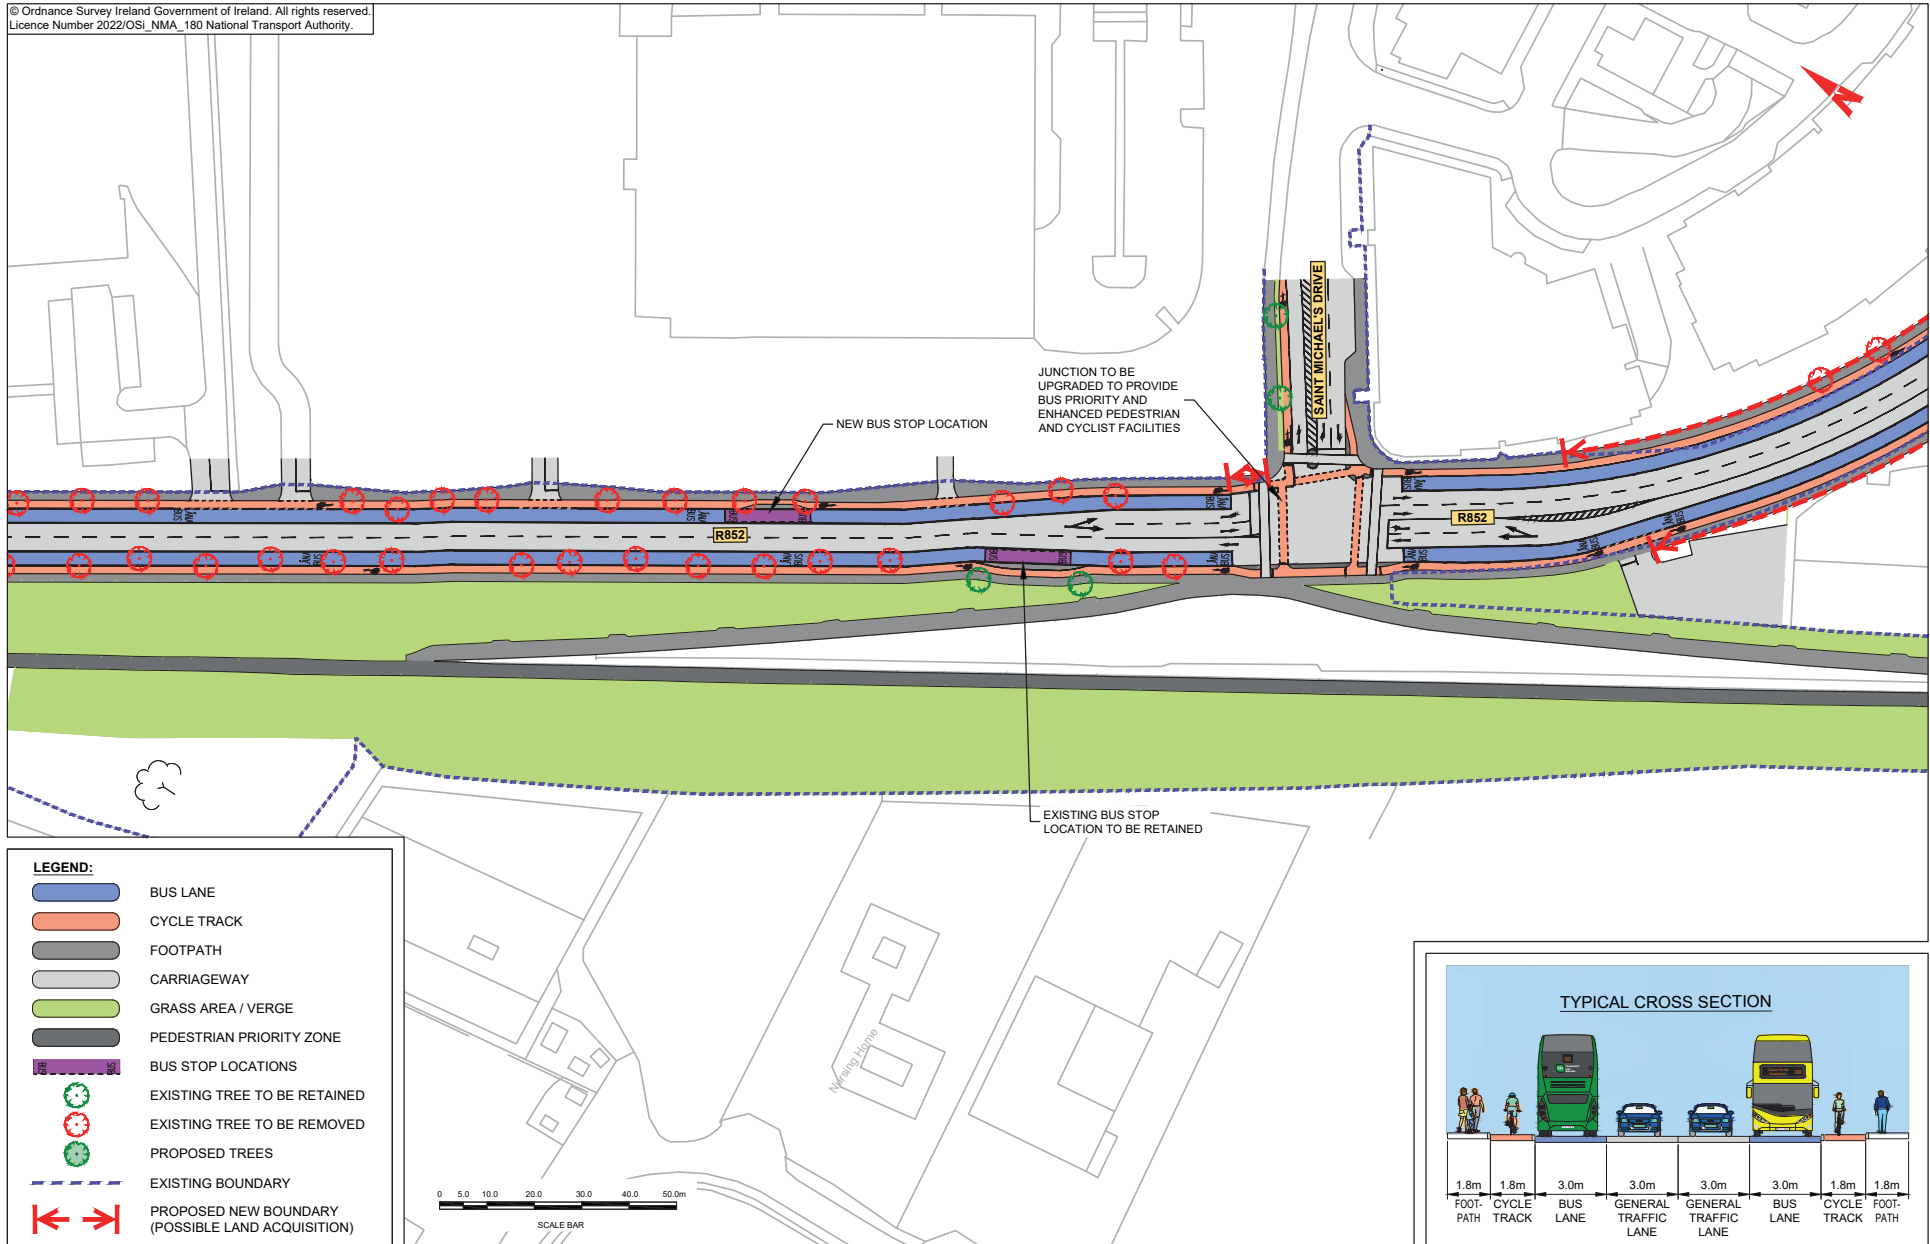 © Ordnance Survey Ireland Government of Ireland. All rights reserved.
Licence Number 2022/OSi_NMA_180 National Transport Authority.
N
SAINT MICHAEL'S DRIVE
JUNCTION TO BE
UPGRADED TO PROVIDE
BUS PRIORITY AND
ENHANCED PEDESTRIAN
AND CYCLIST FACILITIES
NEW BUS STOP LOCATION
R852
R852
EXISTING BUS STOP
LOCATION TO BE RETAINED
Nursing Home
LEGEND:
BUS LANE
CYCLE TRACK
FOOTPATH
CARRIAGEWAY
GRASS AREA / VERGE
PEDESTRIAN PRIORITY ZONE
BUS STOP LOCATIONS
EXISTING TREE TO BE RETAINED
EXISTING TREE TO BE REMOVED
PROPOSED TREES
EXISTING BOUNDARY
PROPOSED NEW BOUNDARY
(POSSIBLE LAND ACQUISITION)
0 5.0 10.0 20.0 30.0 40.0 50.0m
SCALE BAR
TYPICAL CROSS SECTION
1.8m 1.8m 3.0m 3.0m 3.0m 3.0m 1.8m 1.8m
FOOT- CYCLE BUS GENERAL GENERAL BUS CYCLE FOOT-
PATH TRACK LANE TRAFFIC TRAFFIC LANE TRACK PATH
LANE LANE